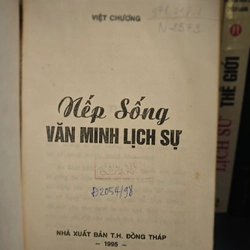 VIỆT CHƯƠNG
Nếp Sống
VĂN MINH LỊCH SỰ
Đ2054/98
NHÀ XUẤT BẢN T.H. ĐỒNG THÁP
– 1995 –
LỊCH SỬ THẾ GIỚI